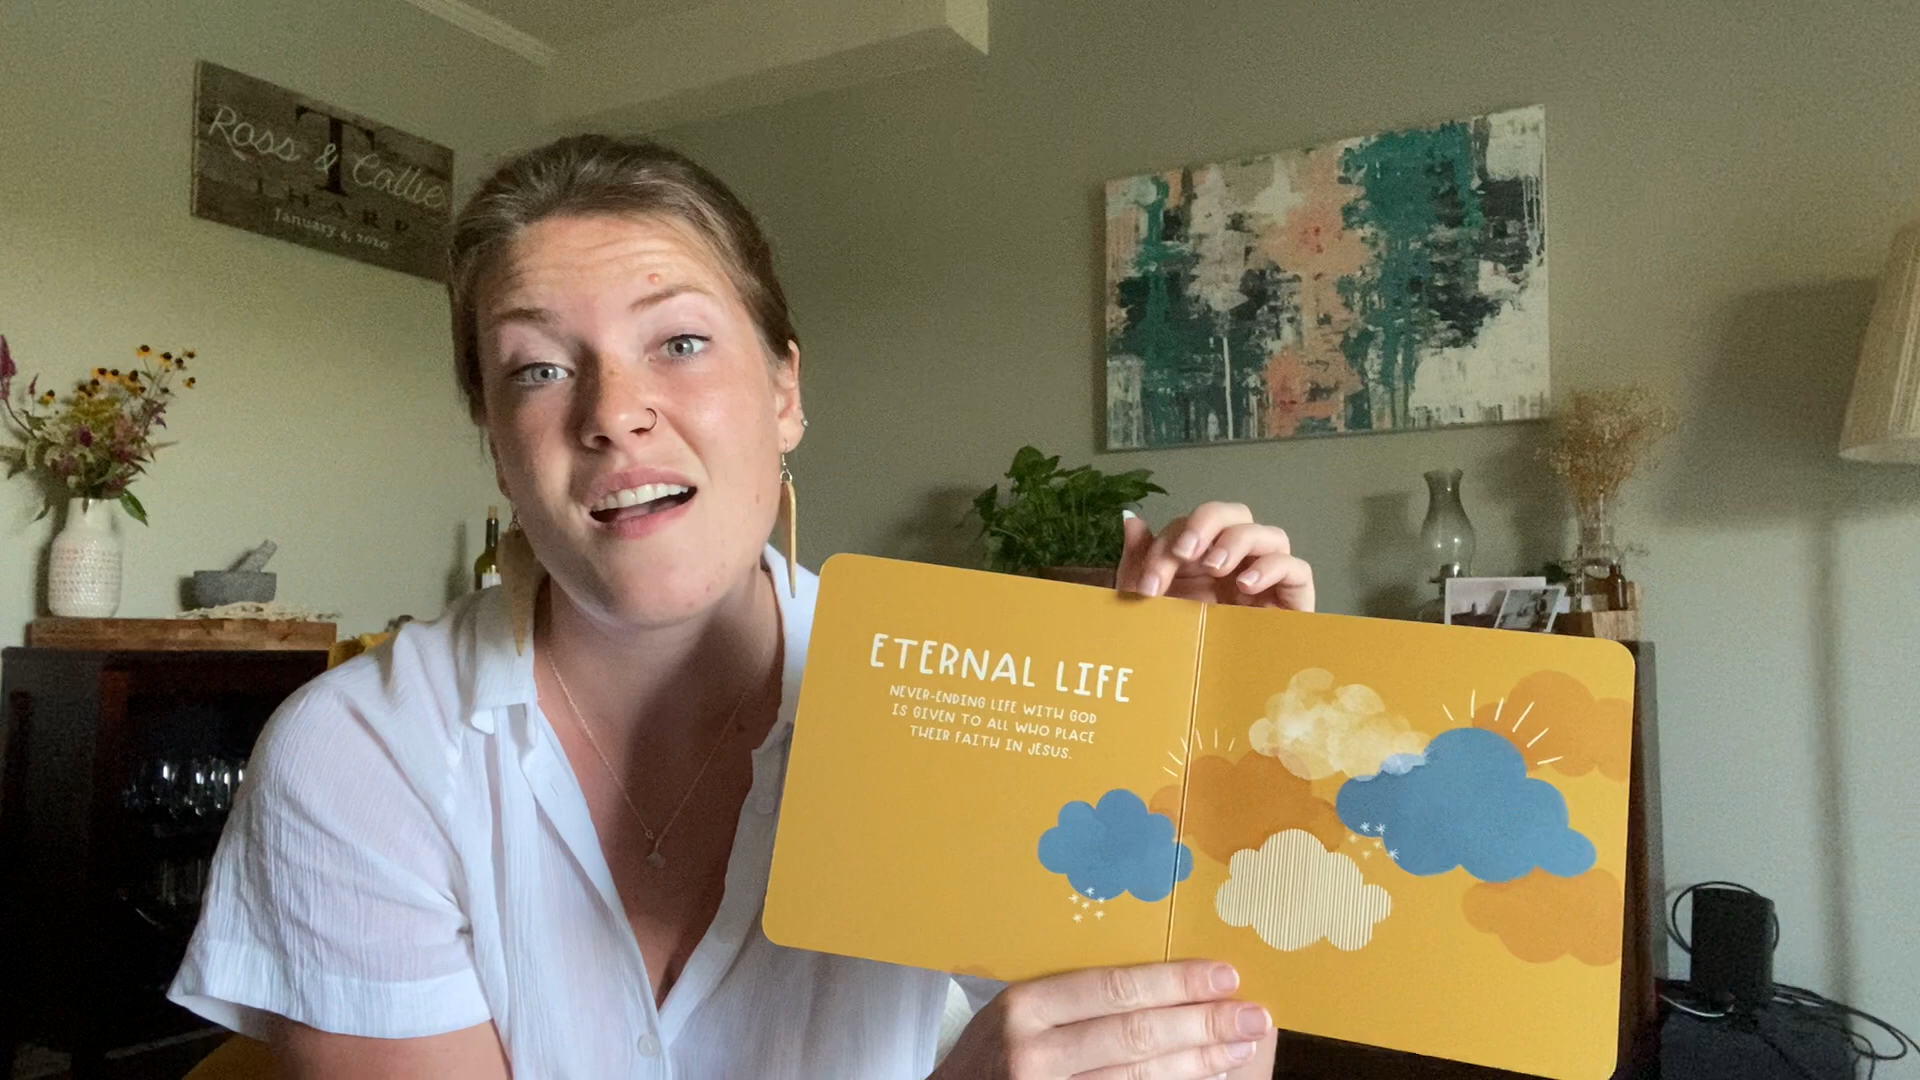 Ross & Callie
T
THARP
January 4, 2020
ETERNAL LIFE
NEVER-ENDING LIFE WITH GOD
IS GIVEN TO ALL WHO PLACE
THEIR FAITH IN JESUS.